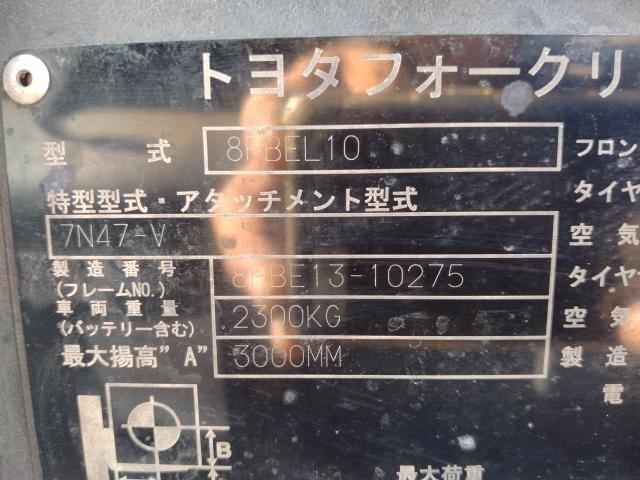 トヨタフォークリ
型 式 8FBEL10 フロン
特型型式・アタッチメント型式 タイヤ
7N47-V 空 気
製造番号 (フレームNO.) 8FBE13-10275 タイヤ
車両重量 (バッテリー含む) 2300KG 空 気
最大揚高"A" 3000MM 製 造
電
B
最大荷重